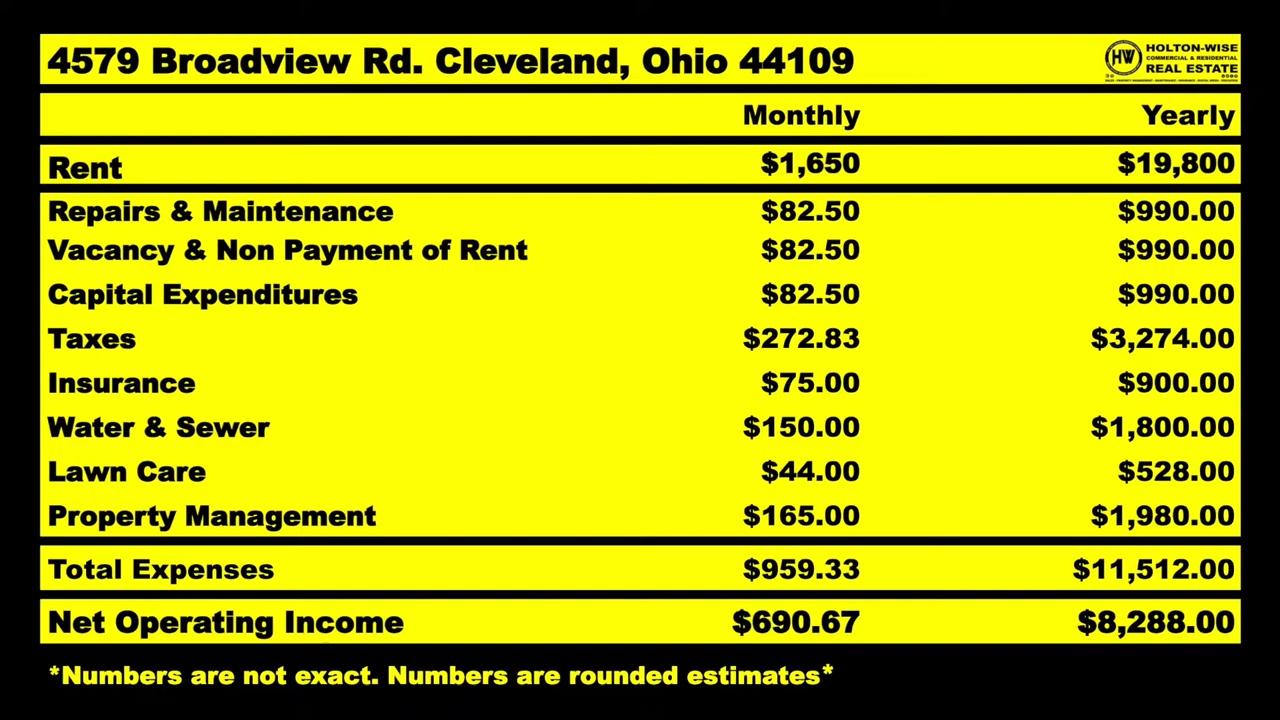 4579 Broadview Rd. Cleveland, Ohio 44109
HW
HOLTON-WISE
COMMERCIAL & RESIDENTIAL
REAL ESTATE
Monthly Yearly
Rent $1,650 $19,800
Repairs & Maintenance $82.50 $990.00
Vacancy & Non Payment of Rent $82.50 $990.00
Capital Expenditures $82.50 $990.00
Taxes $272.83 $3,274.00
Insurance $75.00 $900.00
Water & Sewer $150.00 $1,800.00
Lawn Care $44.00 $528.00
Property Management $165.00 $1,980.00
Total Expenses $959.33 $11,512.00
Net Operating Income $690.67 $8,288.00
*Numbers are not exact. Numbers are rounded estimates*